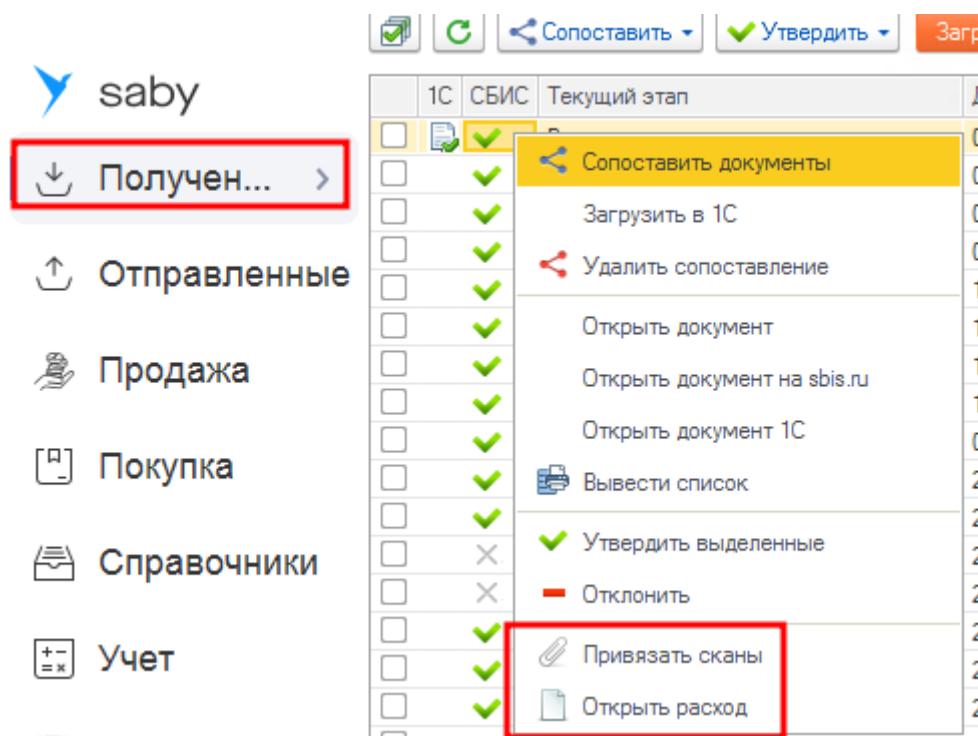 Сопоставить
Утвердить
Загр
saby
1С СБИС Текущий этап
Получен...
Отправленные
Продажа
Покупка
Справочники
Учет
Сопоставить документы
Загрузить в 1С
Удалить сопоставление
Открыть документ
Открыть документ на sbis.ru
Открыть документ 1С
Вывести список
Утвердить выделенные
Отклонить
Привязать сканы
Открыть расход